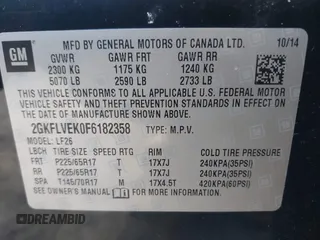 GM
MFD BY GENERAL MOTORS OF CANADA LTD.
10/14
GVWR GAWR FRT GAWR RR
2300 KG 1175 KG 1240 KG
5070 LB 2590 LB 2733 LB
THIS VEHICLE CONFORMS TO ALL APPLICABLE U.S. FEDERAL
MOTOR VEHICLE SAFETY, BUMPER, AND THEFT PREVENTION
STANDARDS IN EFFECT ON THE DATE OF MANUFACTURE
SHOWN ABOVE.
2GKFLVEK0F6182358 TYPE: M.P.V.
MODEL: LF26
LBCH TIRE SIZE SPEED RTG RIM COLD TIRE PRESSURE
FRT P225/65R17 T 17X7J 240KPA(35PSI)
RR P225/65R17 T 17X7J 240KPA(35PSI)
SPA T145/70R17 M 17X4.5T 420KPA(60PSI)
SEE OWNER'S MANUAL FOR ADDITIONAL INFORMATION.
DREAMBID